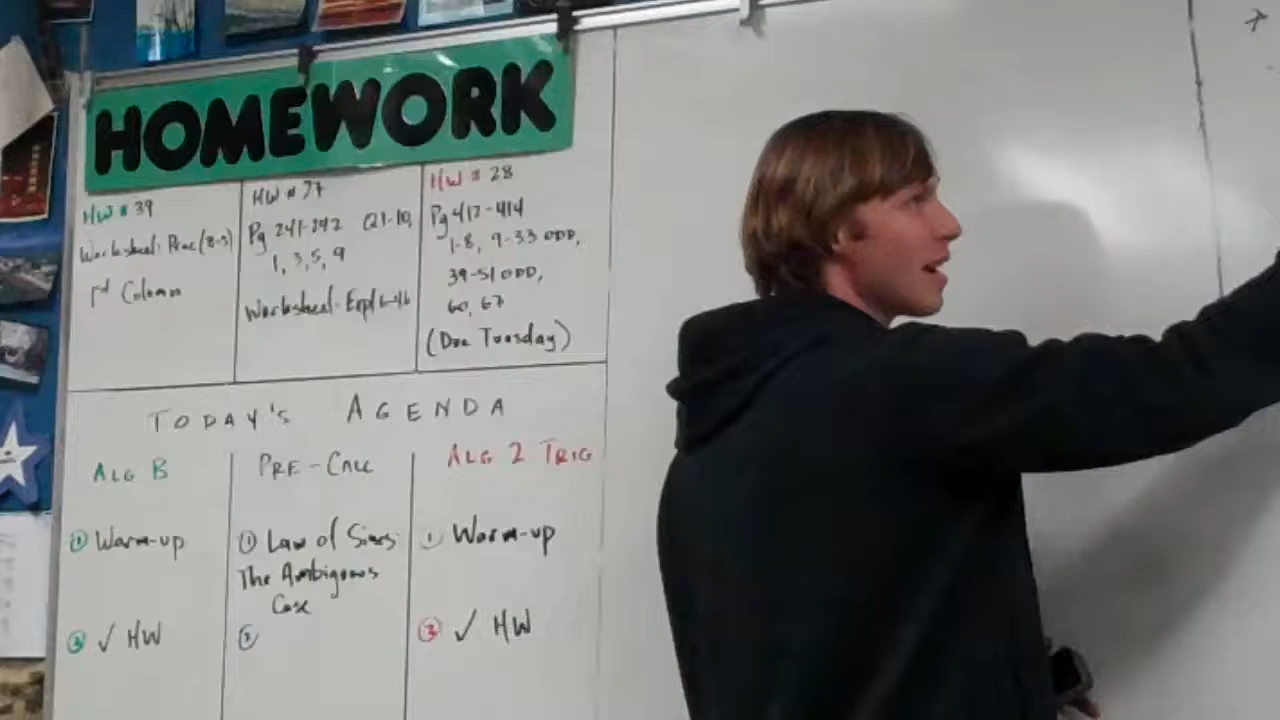 HOMEWORK
HW # 39
Worksheet: Prac (8-3)
1st Column
HW # 37
Pg 241-242 Q1-10,
1, 3, 5, 9
Worksheet: Expl 6-4b
HW # 28
Pg 412-414
1-8, 9-33 ODD,
39-51 ODD,
60, 67
(Due Tuesday)
TODAY'S AGENDA
ALG B
① Warm-up
② ✓ HW
PRE-CALC
① Law of Sines:
The Ambiguous
Case
②
ALG 2 TRIG
① Warm-up
② ✓ HW